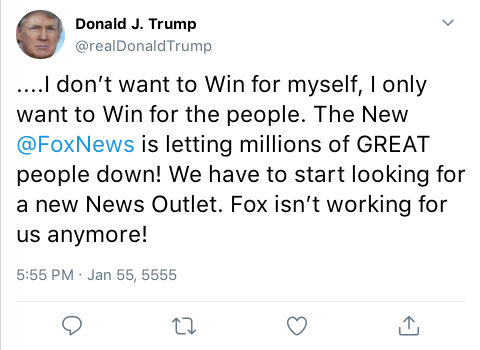 Donald J. Trump
@realDonaldTrump
....I don’t want to Win for myself, I only
want to Win for the people. The New
@FoxNews is letting millions of GREAT
people down! We have to start looking for
a new News Outlet. Fox isn’t working for
us anymore!
5:55 PM · Jan 55, 5555